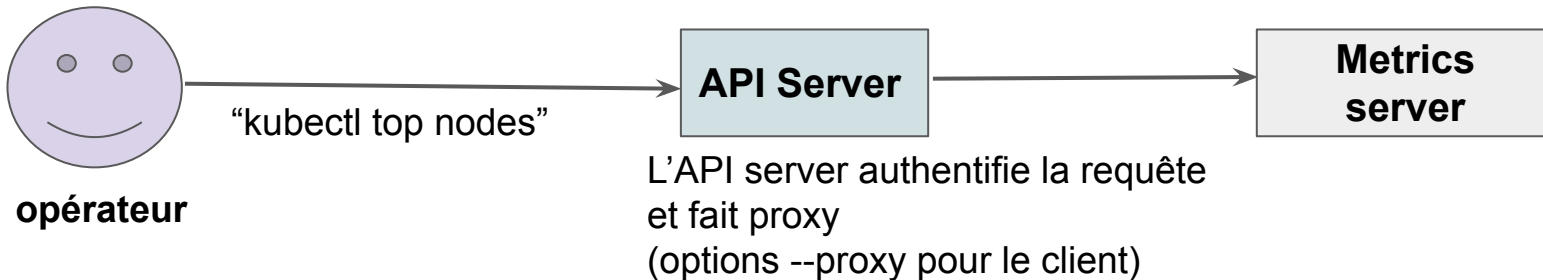 API Server
Metrics
server
“kubectl top nodes”
opérateur
L’API server authentifie la requête
et fait proxy
(options --proxy pour le client)